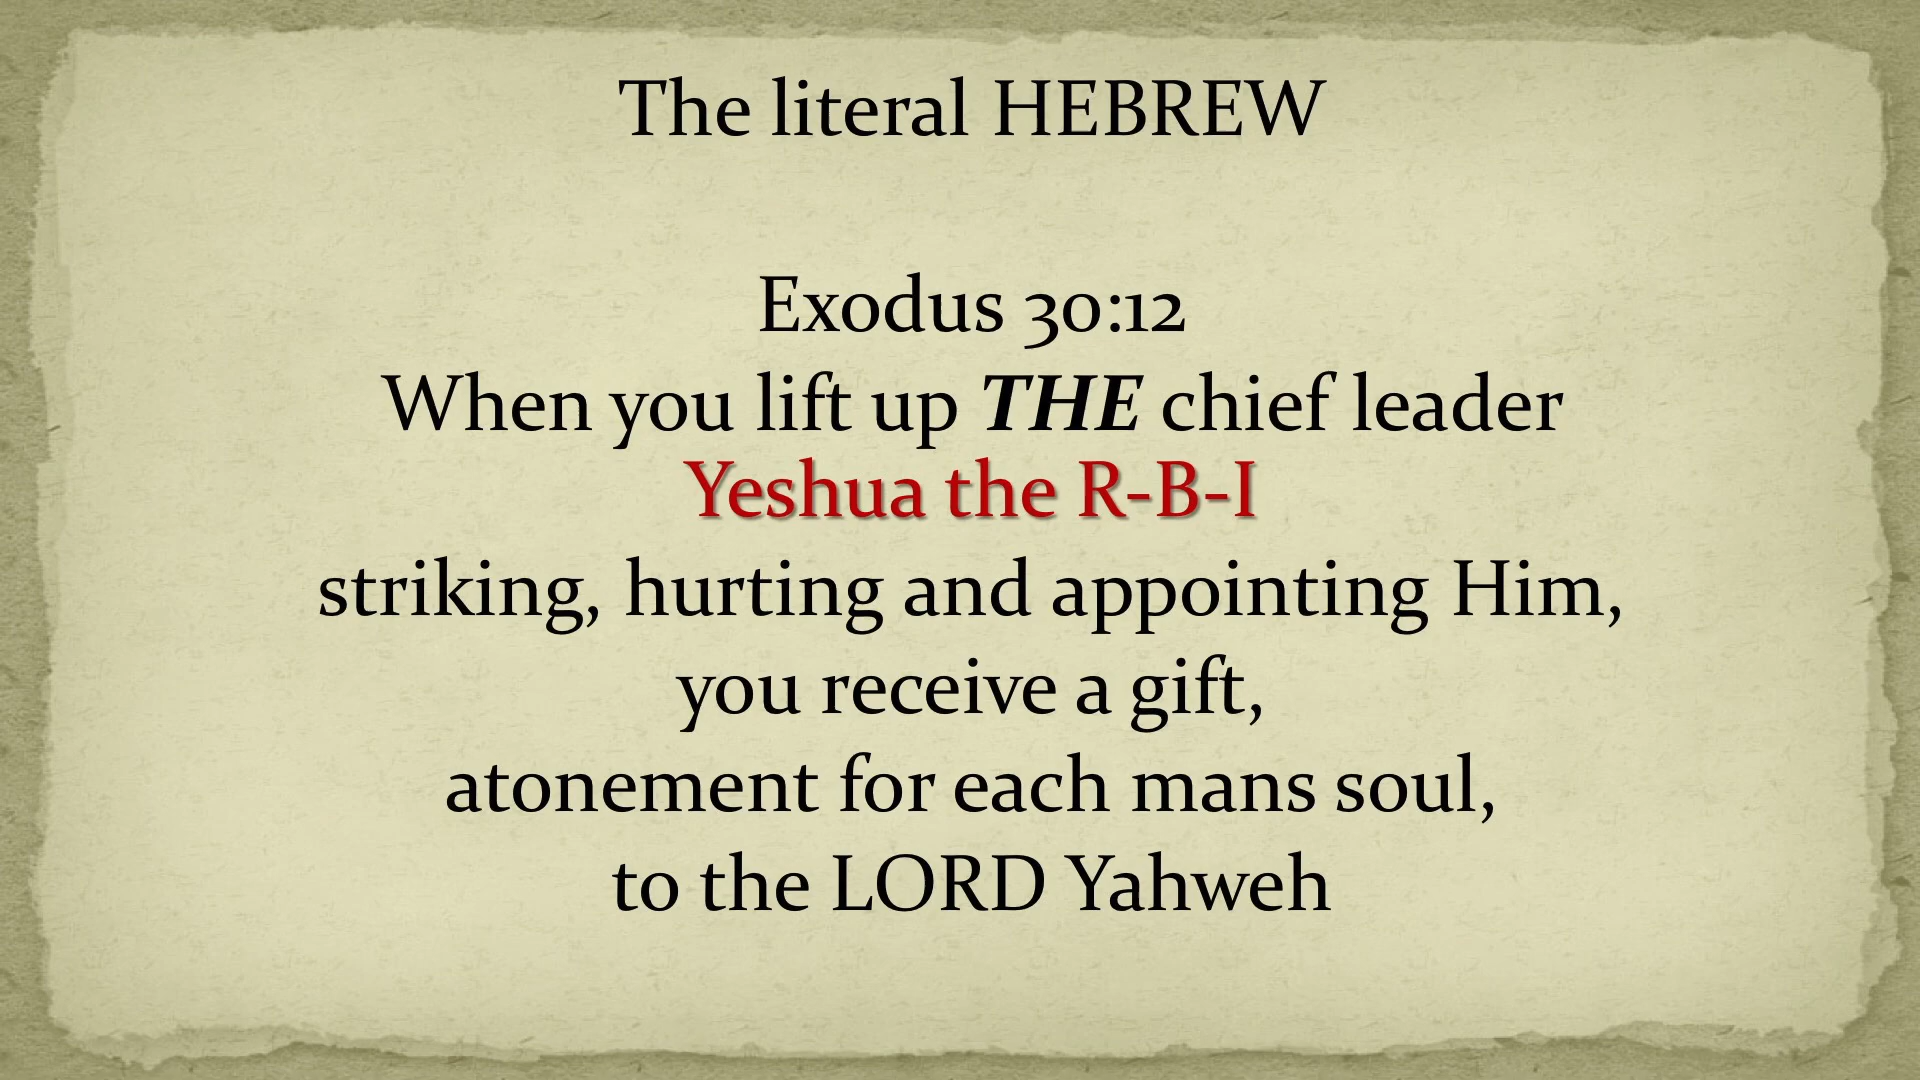 The literal HEBREW
Exodus 30:12
When you lift up THE chief leader
Yeshua the R-B-I
striking, hurting and appointing Him,
you receive a gift,
atonement for each mans soul,
to the LORD Yahweh